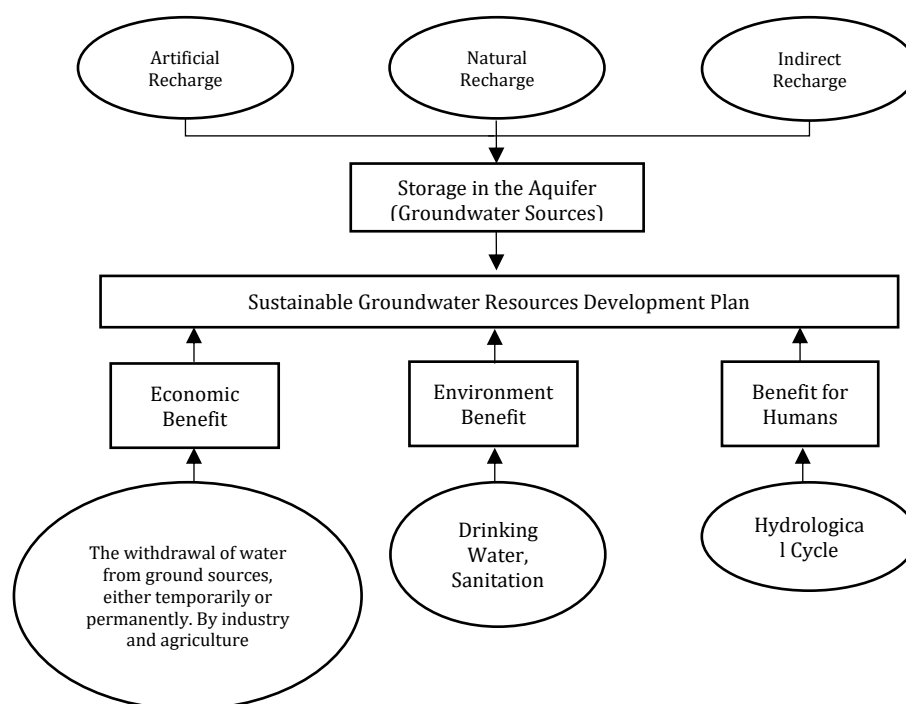 Artificial
Recharge
Natural
Recharge
Indirect
Recharge
Storage in the Aquifer
(Groundwater Sources)
Sustainable Groundwater Resources Development Plan
Economic
Benefit
Environment
Benefit
Benefit for
Humans
The withdrawal of water
from ground sources,
either temporarily or
permanently. By industry
and agriculture
Drinking
Water,
Sanitation
Hydrologica
l Cycle